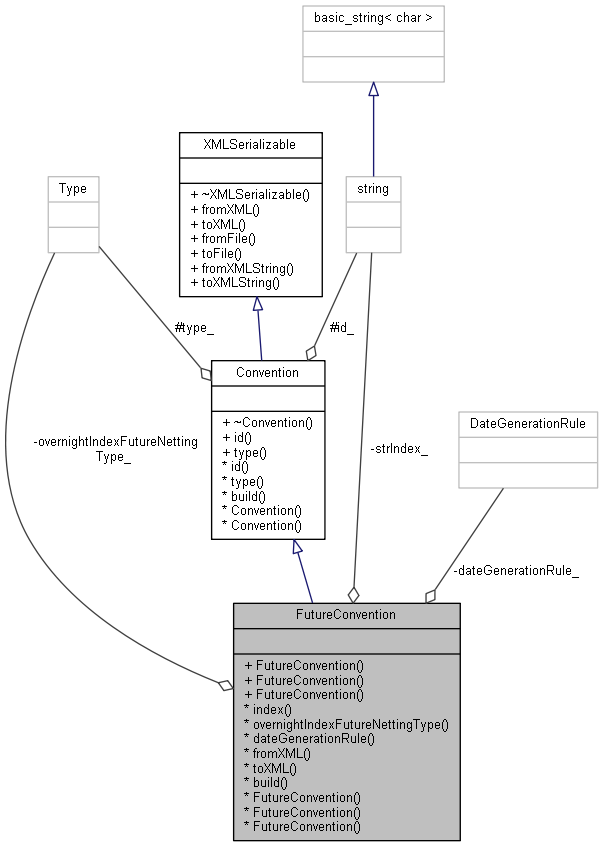 basic_string< char >
XMLSerializable
+ ~XMLSerializable()
+ fromXML()
+ toXML()
+ fromFile()
+ toFile()
+ fromXMLString()
+ toXMLString()
Type
string
#type_
#id_
Convention
+ ~Convention()
+ id()
+ type()
* id()
* type()
* build()
* Convention()
* Convention()
-overnightIndexFutureNetting
Type_
-strIndex_
DateGenerationRule
-dateGenerationRule_
FutureConvention
+ FutureConvention()
+ FutureConvention()
+ FutureConvention()
* index()
* overnightIndexFutureNettingType()
* dateGenerationRule()
* fromXML()
* toXML()
* build()
* FutureConvention()
* FutureConvention()
* FutureConvention()